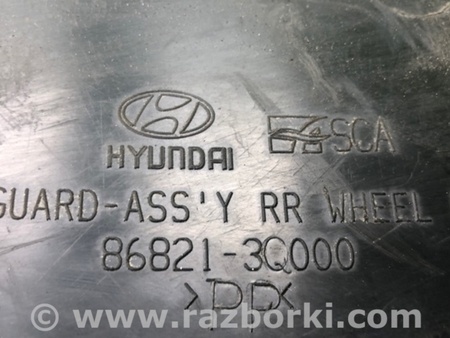 HYUNDAI SCA
GUARD-ASS'Y RR WHEEL
86821-3Q000
>PP<
© www.razborki.com